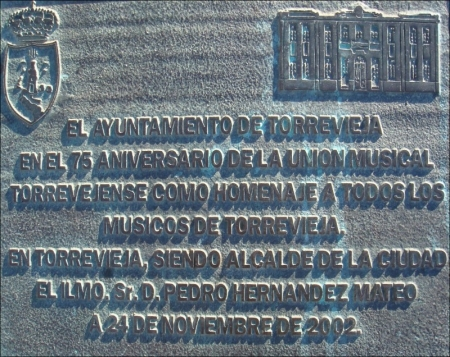 EL AYUNTAMIENTO DE TORREVIEJA
EN EL 75 ANIVERSARIO DE LA UNION MUSICAL
TORREVEJENSE COMO HOMENAJE A TODOS LOS
MUSICOS DE TORREVIEJA,
EN TORREVIEJA, SIENDO ALCALDE DE LA CIUDAD
EL ILMO. Sr. D. PEDRO HERNANDEZ MATEO
A 24 DE NOVIEMBRE DE 2002.